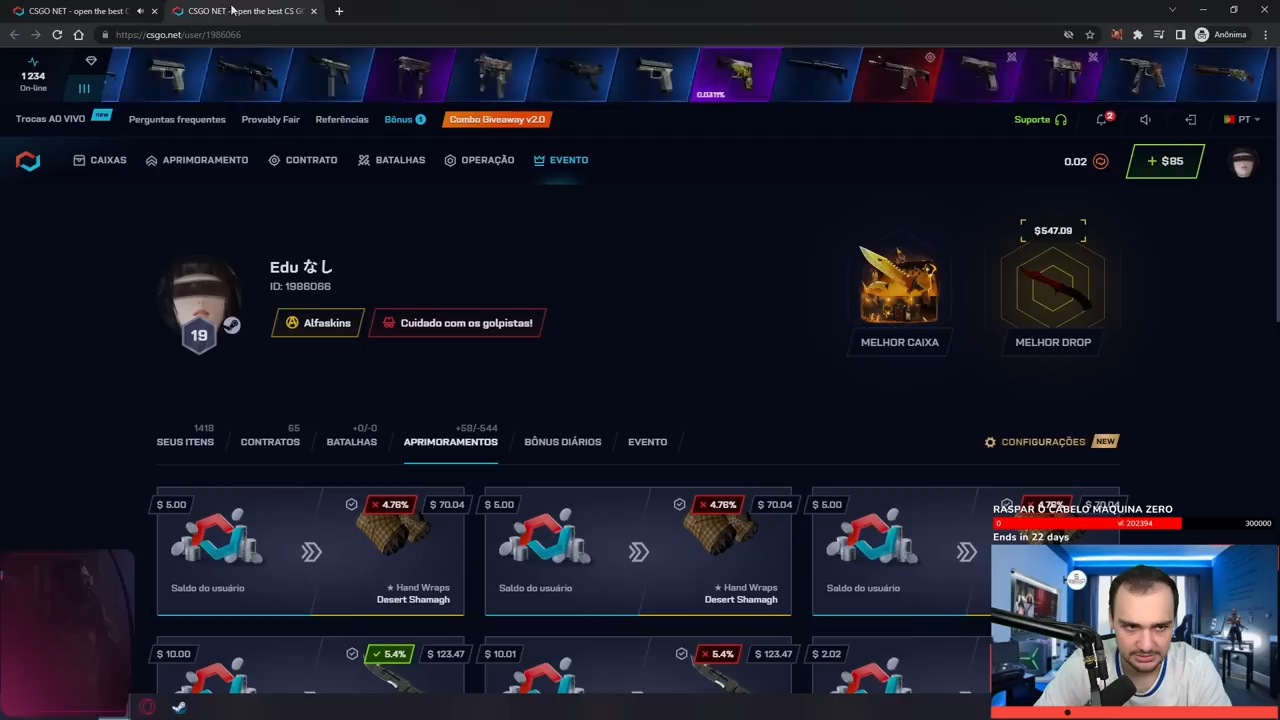 CSGO NET - open the best C
CSGO NET - open the best CS GO
https://csgo.net/user/1986066
Anônima
1 234
On-line
0.0311%
Trocas AO VIVO
new
Perguntas frequentes
Provably Fair
Referências
Bônus 1
Combo Giveaway v2.0
Suporte
2
PT
CAIXAS
APRIMORAMENTO
CONTRATO
BATALHAS
OPERAÇÃO
EVENTO
0.02
+ $85
$547.09
Edu なし
ID: 1986066
19
Alfaskins
Cuidado com os golpistas!
MELHOR CAIXA
MELHOR DROP
1410
65
+0/-0
+58/-544
SEUS ITENS
CONTRATOS
BATALHAS
APRIMORAMENTOS
BÔNUS DIÁRIOS
EVENTO
CONFIGURAÇÕES
NEW
$ 5.00
4.76%
$ 70.04
$ 5.00
4.76%
$ 70.04
$ 5.00
Saldo do usuário
★ Hand Wraps
Desert Shamagh
Saldo do usuário
★ Hand Wraps
Desert Shamagh
Saldo do usuário
RASPAR O CABELO MAQUINA ZERO
0
202394
300000
Ends in 22 days
$ 10.00
5.4%
$ 123.47
$ 10.01
5.4%
$ 123.47
$ 2.02